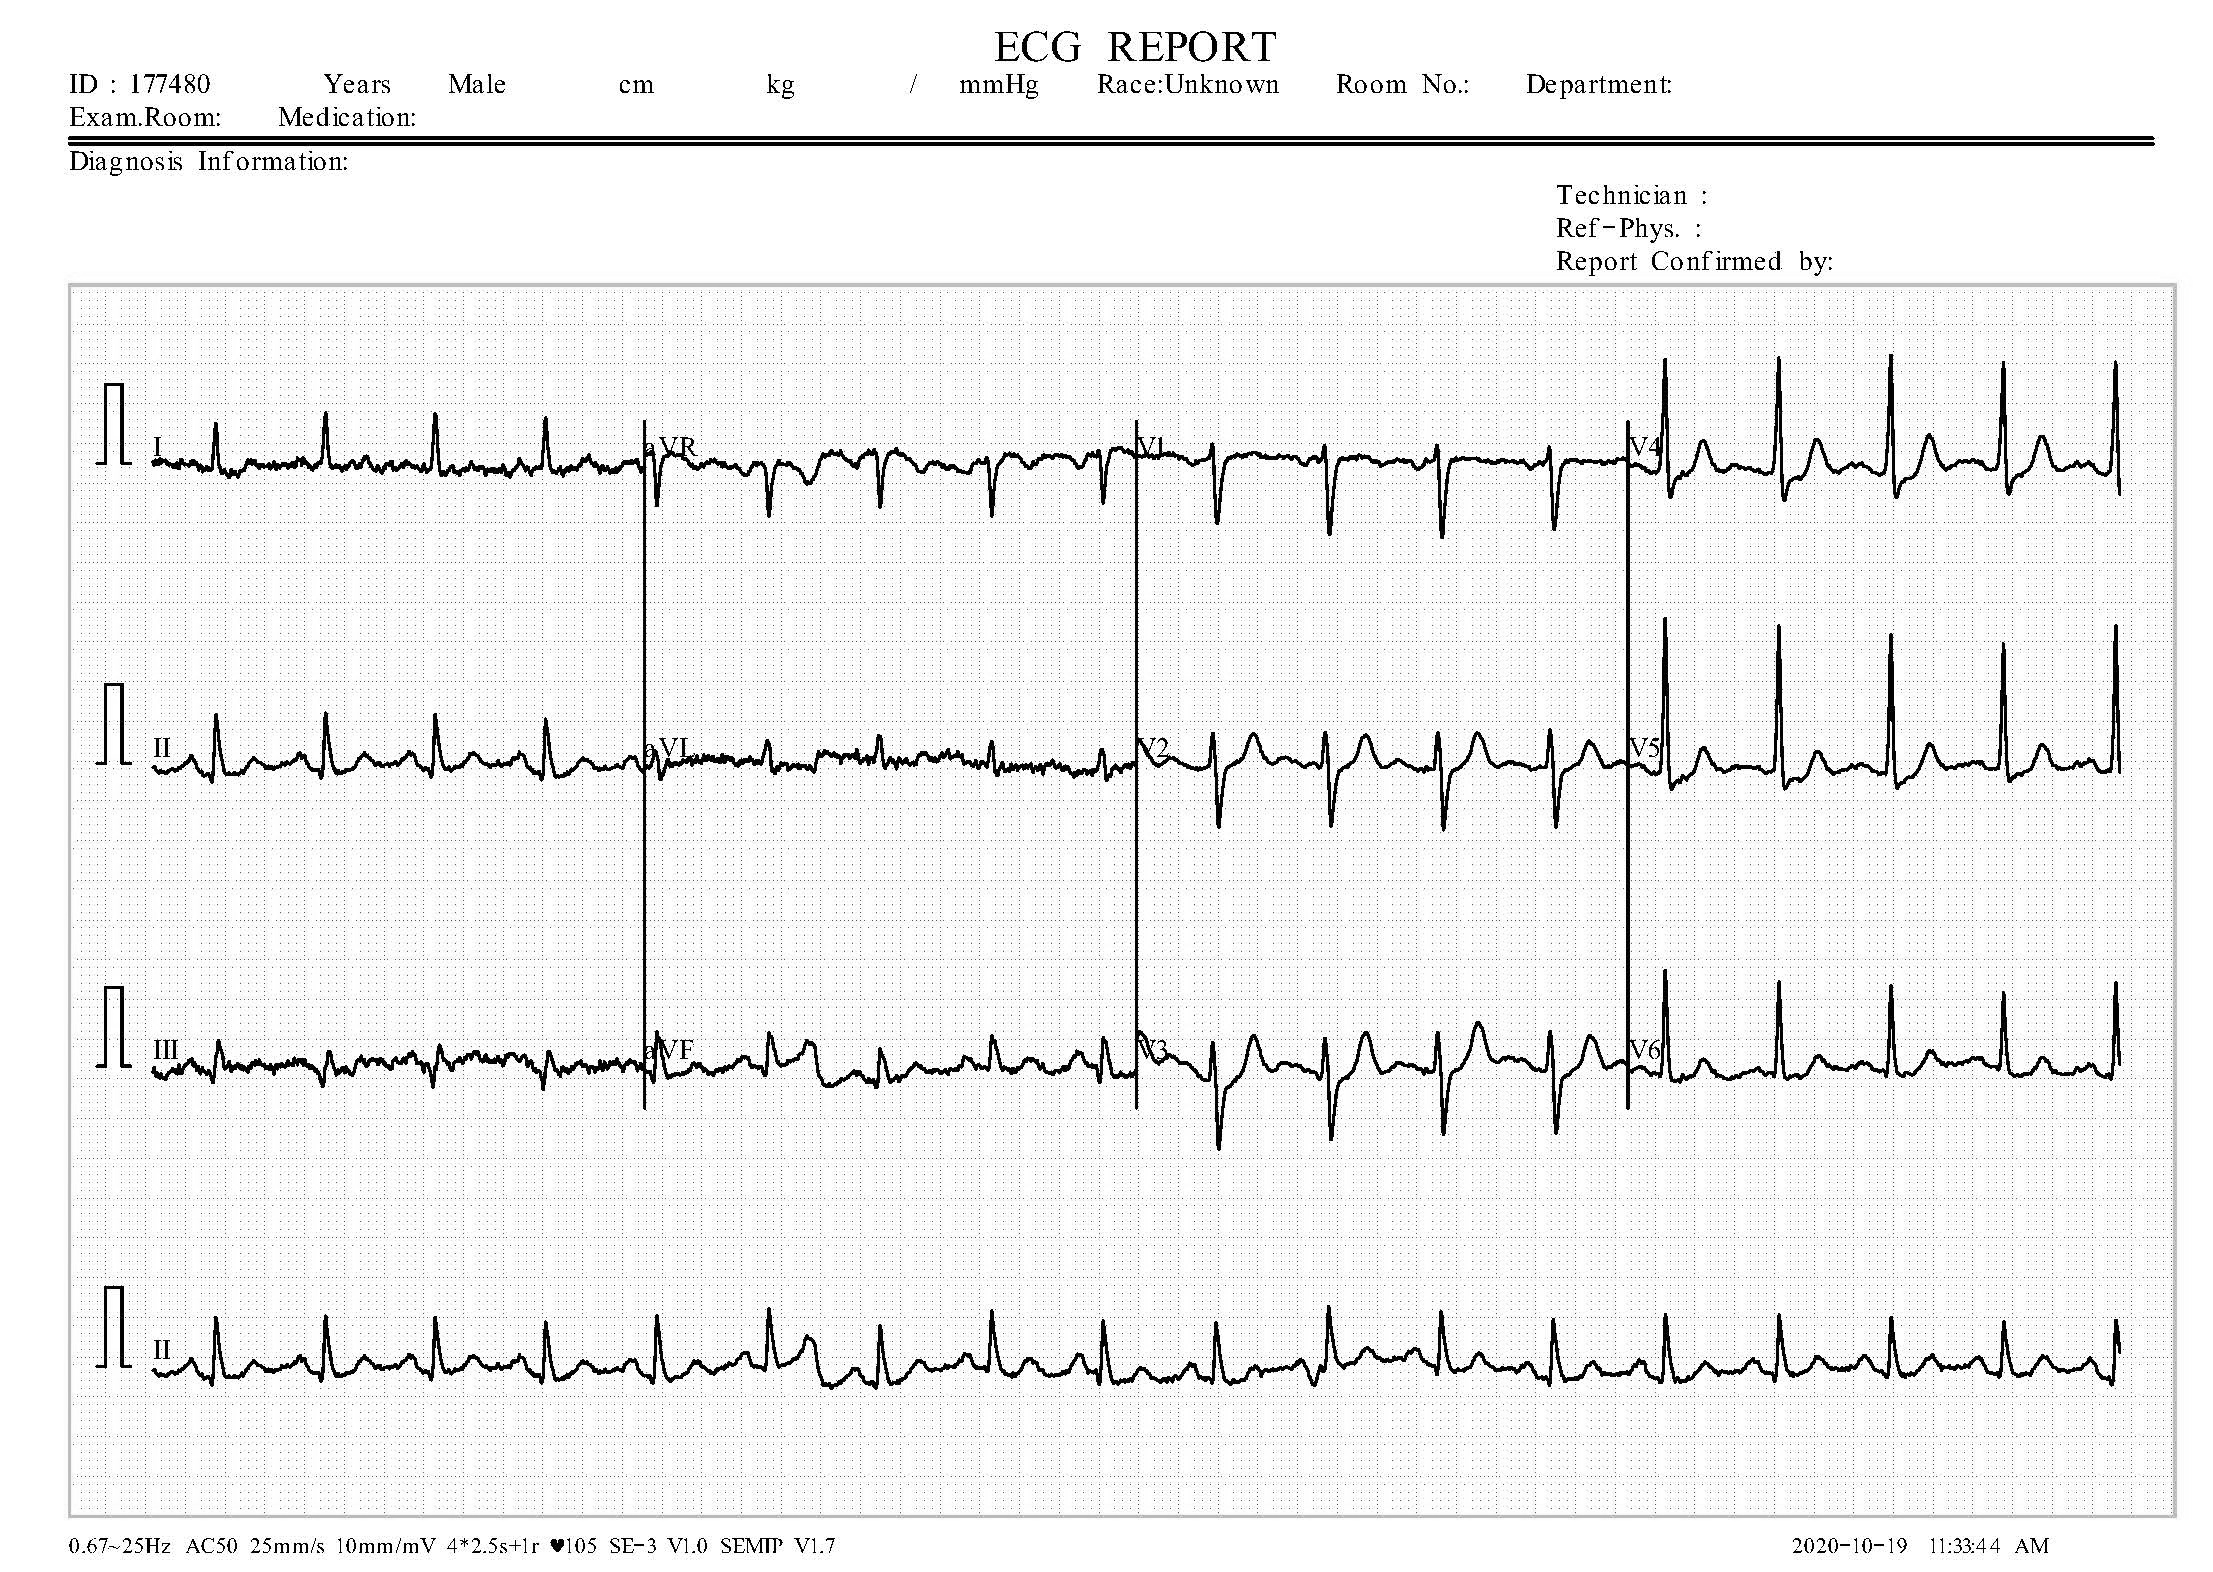 ECG REPORT
ID : 177480 Years Male cm kg / mmHg Race:Unknown Room No.: Department:
Exam.Room: Medication:
Diagnosis Information:
Technician :
Ref-Phys. :
Report Confirmed by:
I aVR V1 V4
II aVL V2 V5
III aVF V3 V6
II
0.67~25Hz AC50 25mm/s 10mm/mV 4*2.5s+1r ♥105 SE-3 V1.0 SEMIP V1.7 2020-10-19 11:33:44 AM